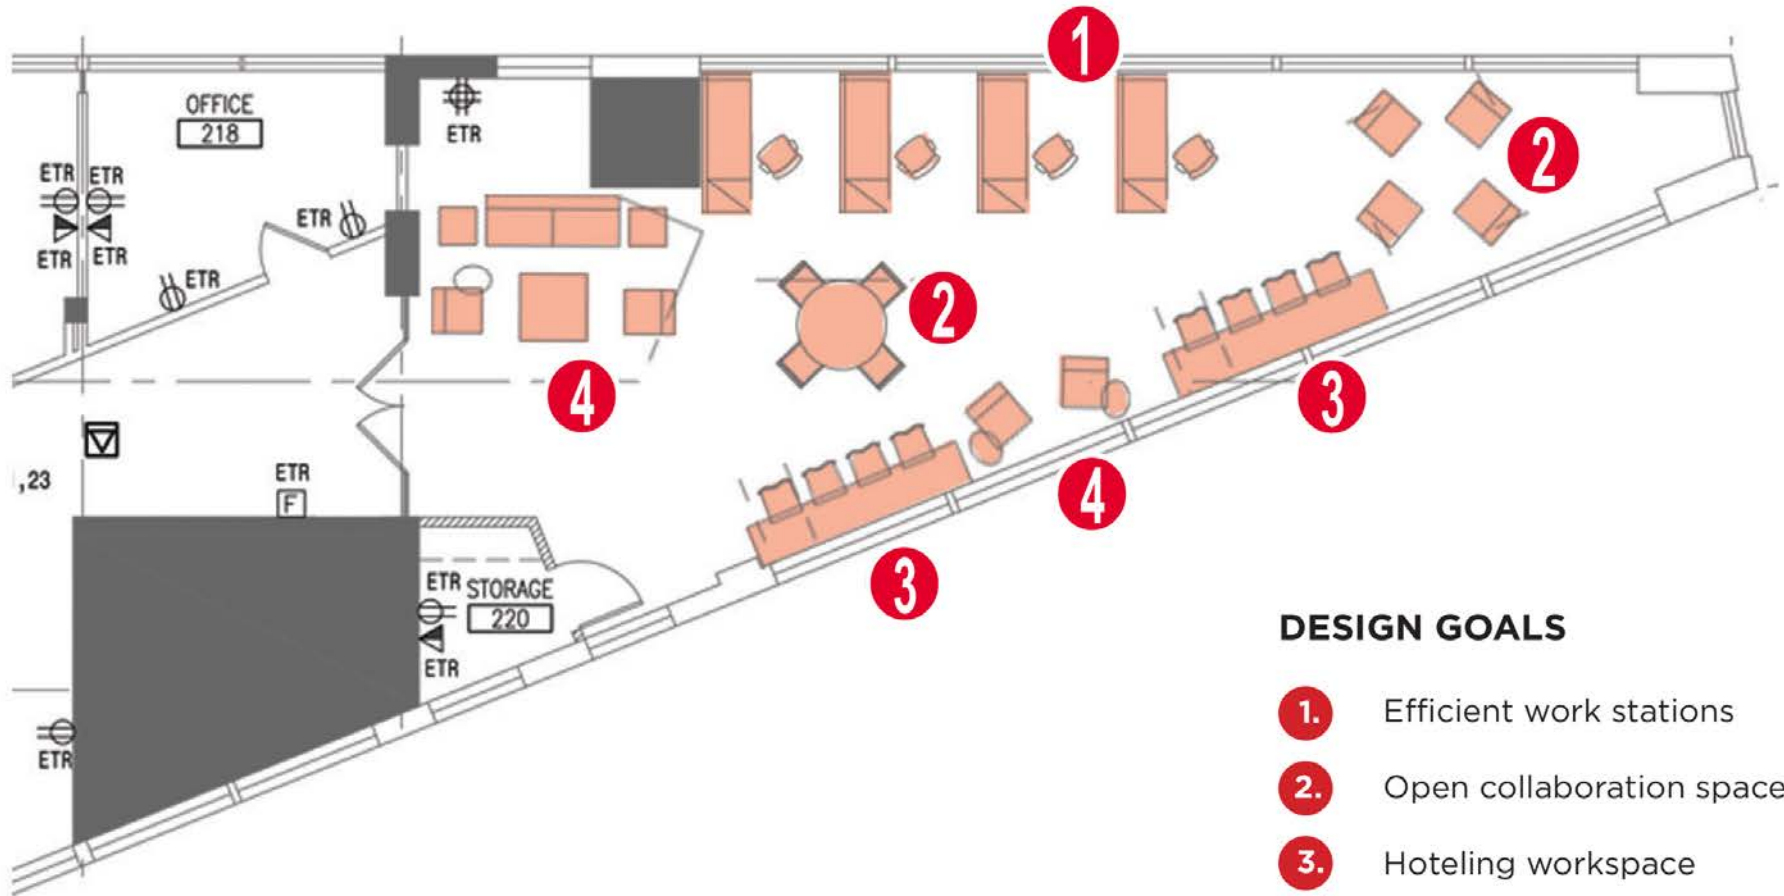 1
OFFICE
218
ETR
ETR ETR
2
ETR
ETR ETR
ETR
2
4
3
,23
ETR
F
4
3
ETR STORAGE
220
ETR
ETR
DESIGN GOALS
1. Efficient work stations
2. Open collaboration space
3. Hoteling workspace